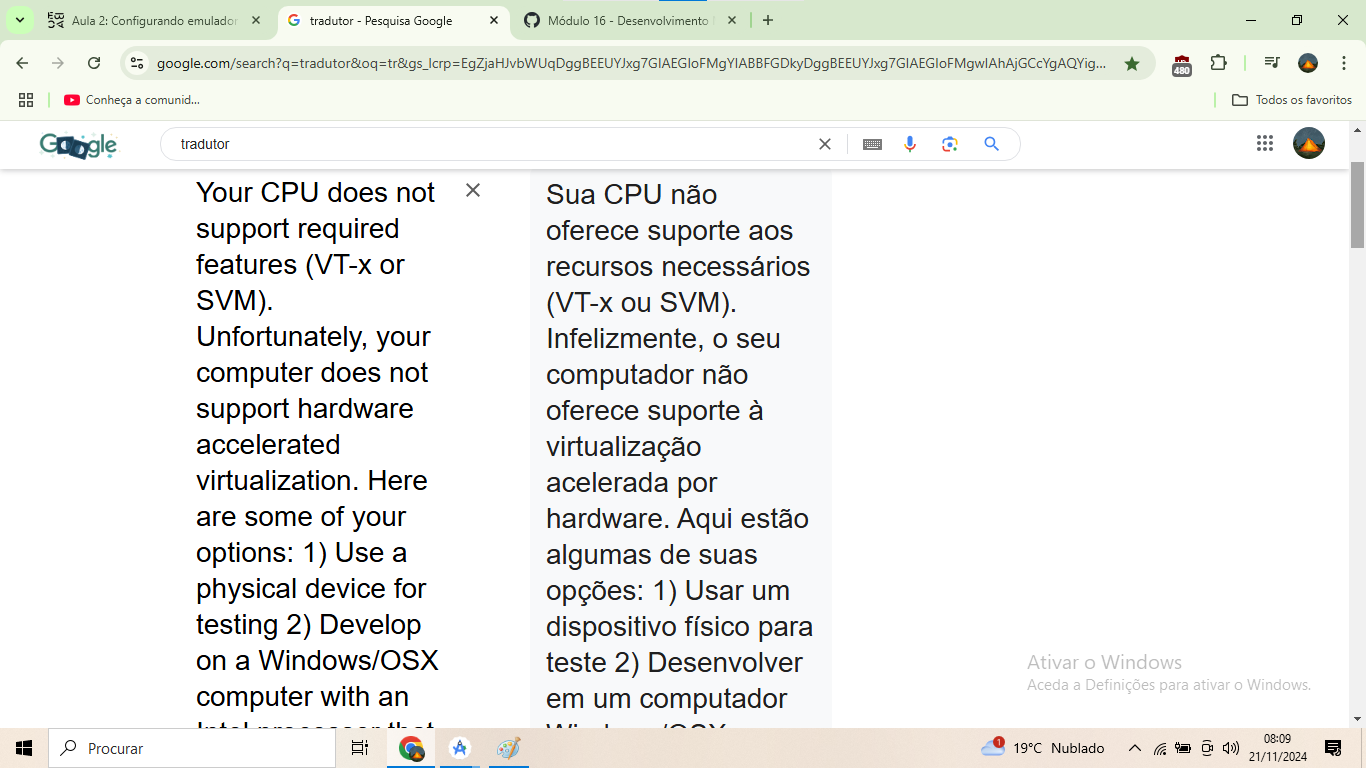 Aula 2: Configurando emulador
tradutor - Pesquisa Google
Módulo 16 - Desenvolvimento
google.com/search?q=tradutor&oq=tr&gs_lcrp=EgZjaHJvbWUqDggBEEUYJxg7GIAEGIoFMgYIABBFGDkyDggBEEUYJxg7GIAEGIoFMgwIAhAjGCcYgAQYig...
480
Conheça a comunid...
Todos os favoritos
Google
tradutor
Your CPU does not
support required
features (VT-x or
SVM).
Unfortunately, your
computer does not
support hardware
accelerated
virtualization. Here
are some of your
options: 1) Use a
physical device for
testing 2) Develop
on a Windows/OSX
computer with an
Intel processor that
Sua CPU não
oferece suporte aos
recursos necessários
(VT-x ou SVM).
Infelizmente, o seu
computador não
oferece suporte à
virtualização
acelerada por
hardware. Aqui estão
algumas de suas
opções: 1) Usar um
dispositivo físico para
teste 2) Desenvolver
em um computador
Windows/OSX
Ativar o Windows
Aceda a Definições para ativar o Windows.
Procurar
1
19°C Nublado
08:09
21/11/2024